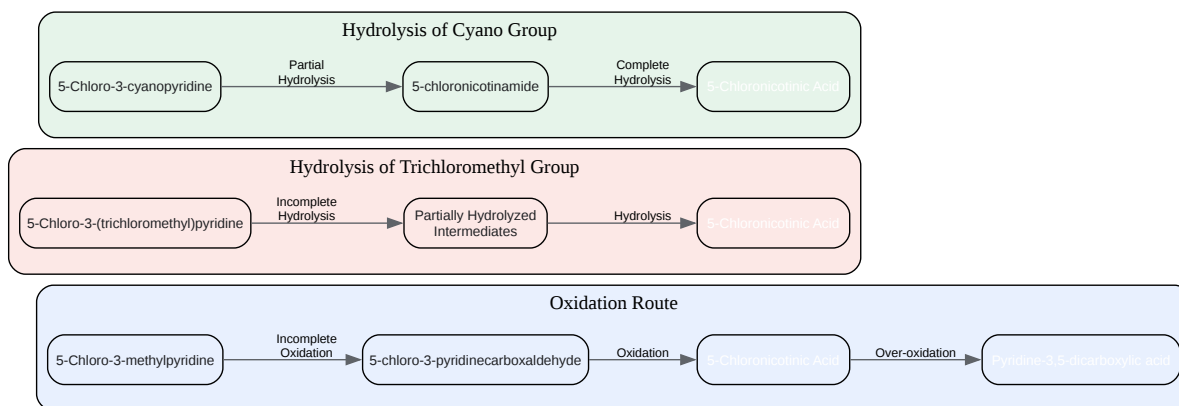 Hydrolysis of Cyano Group
Partial
Hydrolysis
Complete
Hydrolysis
5-Chloro-3-cyanopyridine
5-chloronicotinamide
5-Chloronicotinic Acid
Hydrolysis of Trichloromethyl Group
Incomplete
Hydrolysis
Hydrolysis
5-Chloro-3-(trichloromethyl)pyridine
Partially Hydrolyzed
Intermediates
5-Chloronicotinic Acid
Oxidation Route
Incomplete
Oxidation
Oxidation
Over-oxidation
5-Chloro-3-methylpyridine
5-chloro-3-pyridinecarboxaldehyde
5-Chloronicotinic Acid
Pyridine-3,5-dicarboxylic acid